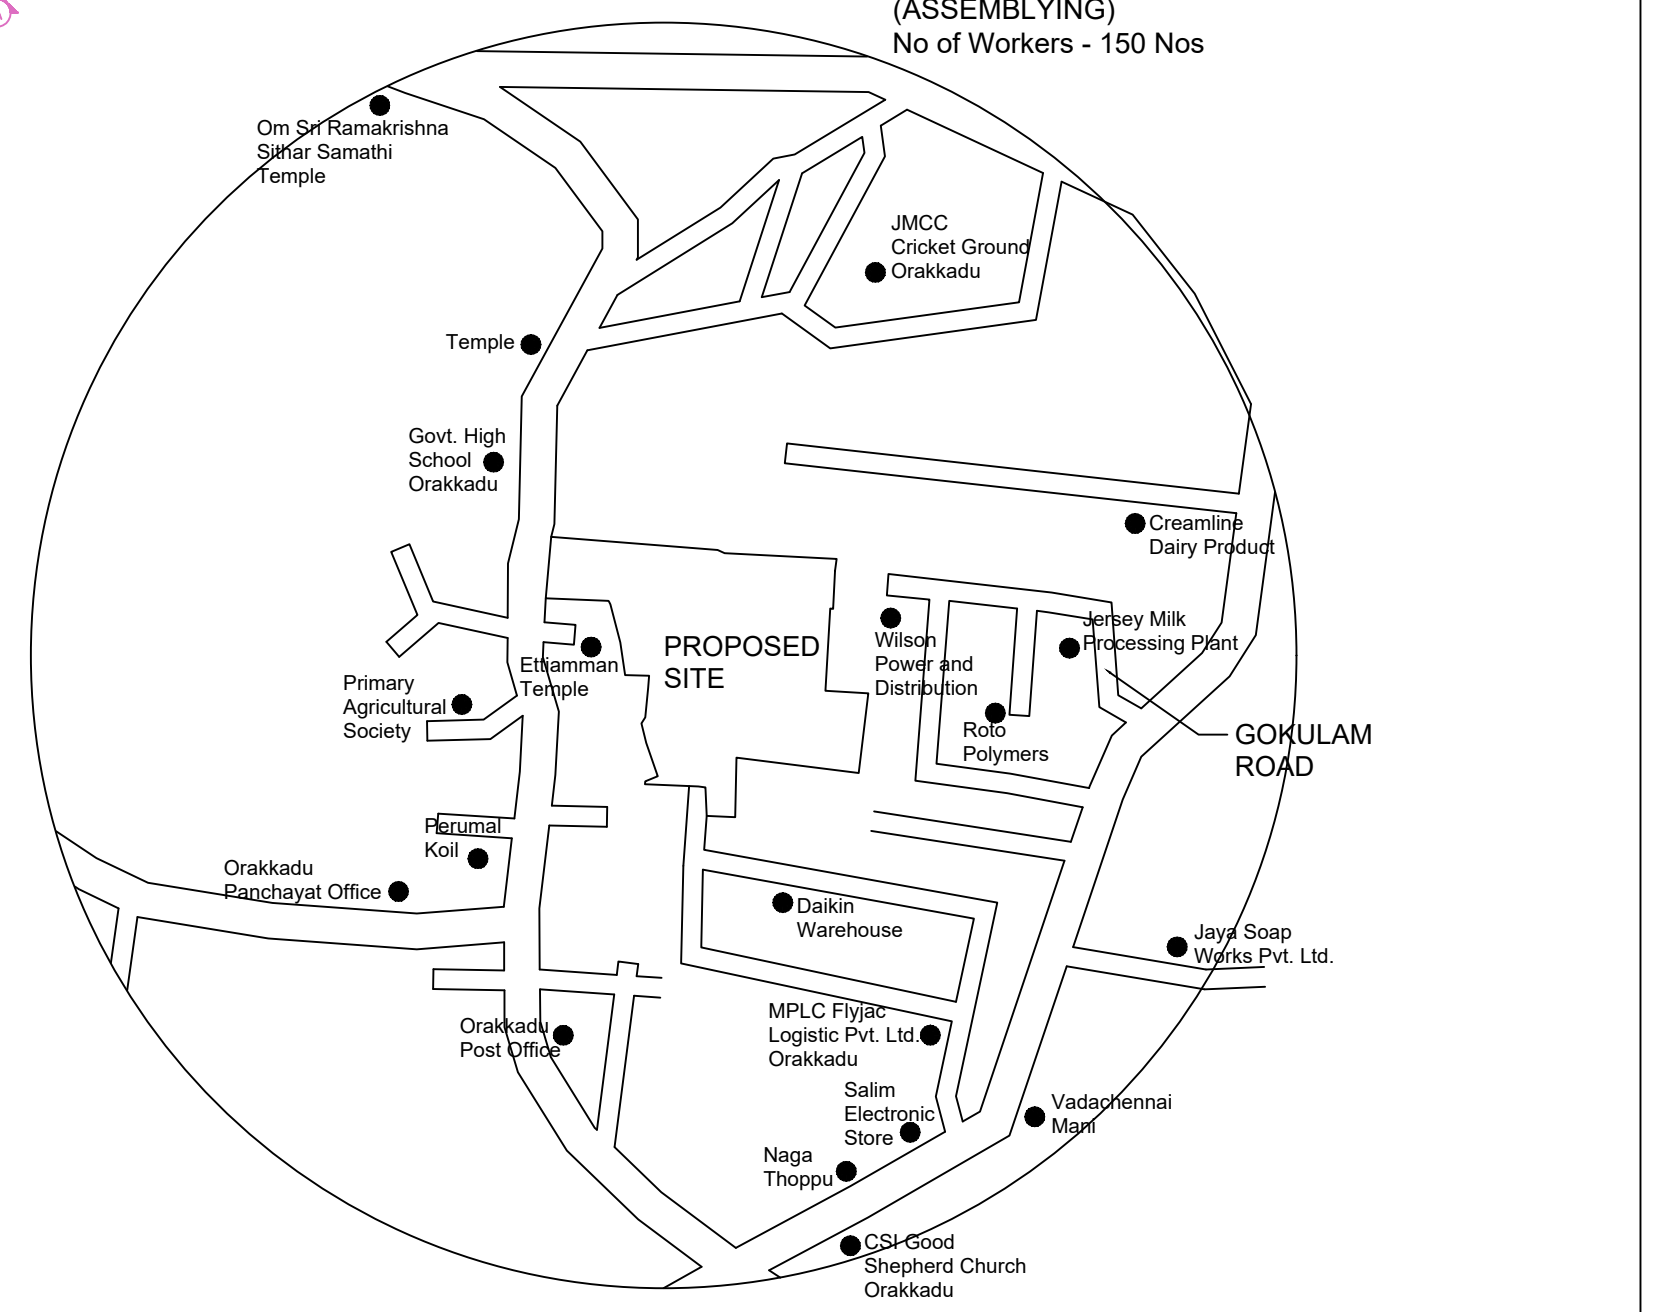 (ASSEMBLYING)
No of Workers - 150 Nos
Om Sri Ramakrishna
Sithar Samathi
Temple
JMCC
Cricket Ground
Orakkadu
Temple
Govt. High
School
Orakkadu
Creamline
Dairy Product
Jersey Milk
Processing Plant
Wilson
Power and
Distribution
PROPOSED
SITE
Ettiamman
Temple
Primary
Agricultural
Society
Roto
Polymers
GOKULAM
ROAD
Perumal
Koil
Orakkadu
Panchayat Office
Daikin
Warehouse
Jaya Soap
Works Pvt. Ltd.
MPLC Flyjac
Logistic Pvt. Ltd.
Orakkadu
Orakkadu
Post Office
Salim
Electronic
Store
Vadachennai
Mani
Naga
Thoppu
CSI Good
Shepherd Church
Orakkadu